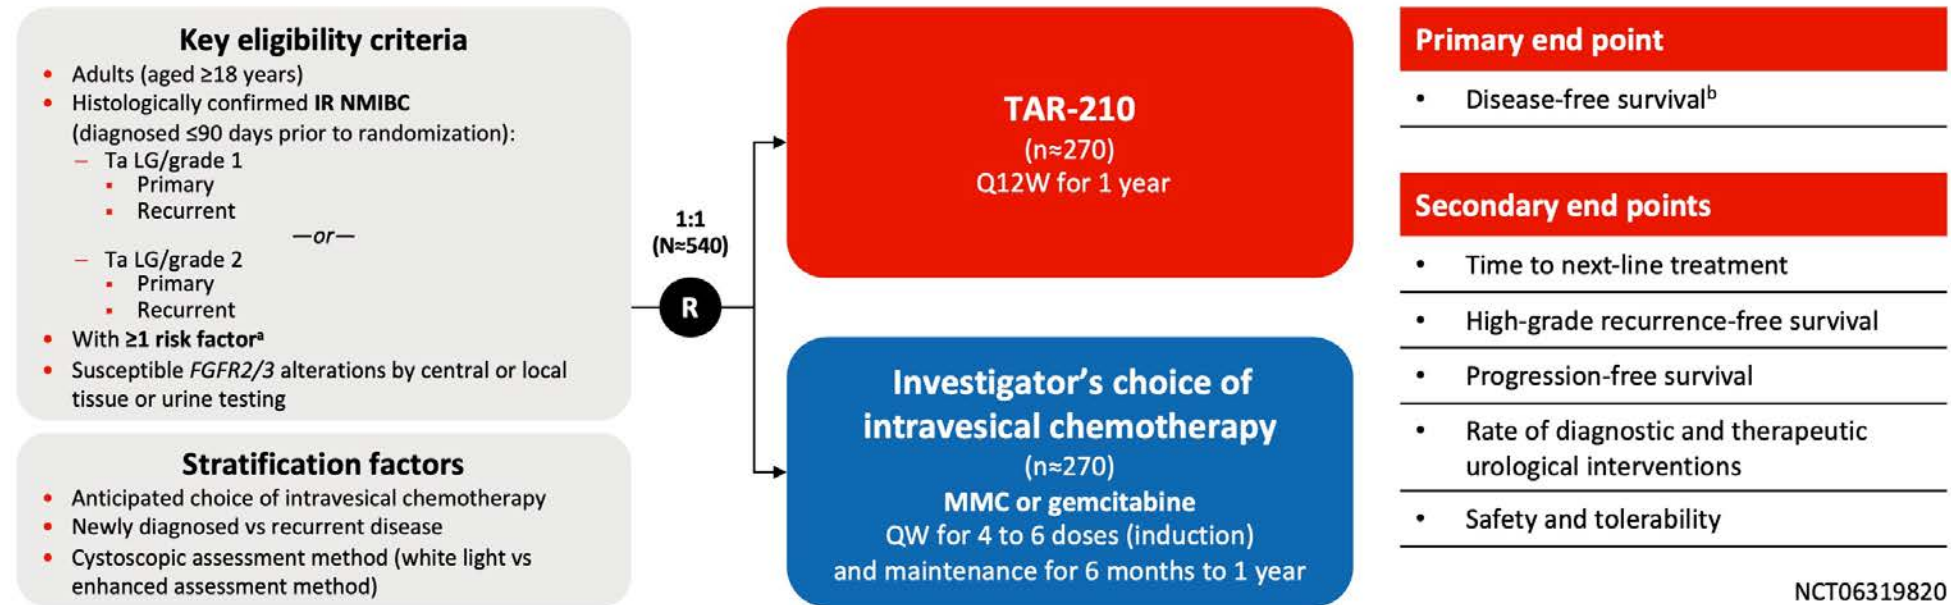 Key eligibility criteria
• Adults (aged ≥18 years)
• Histologically confirmed IR NMIBC
(diagnosed ≤90 days prior to randomization):
– Ta LG/grade 1
▪ Primary
▪ Recurrent
—or—
– Ta LG/grade 2
▪ Primary
▪ Recurrent
• With ≥1 risk factorᵃ
• Susceptible FGFR2/3 alterations by central or local
tissue or urine testing
Stratification factors
• Anticipated choice of intravesical chemotherapy
• Newly diagnosed vs recurrent disease
• Cystoscopic assessment method (white light vs
enhanced assessment method)
1:1
(N≈540)
R
TAR-210
(n≈270)
Q12W for 1 year
Investigator’s choice of
intravesical chemotherapy
(n≈270)
MMC or gemcitabine
QW for 4 to 6 doses (induction)
and maintenance for 6 months to 1 year
Primary end point
• Disease-free survivalᵇ
Secondary end points
• Time to next-line treatment
• High-grade recurrence-free survival
• Progression-free survival
• Rate of diagnostic and therapeutic
urological interventions
• Safety and tolerability
NCT06319820